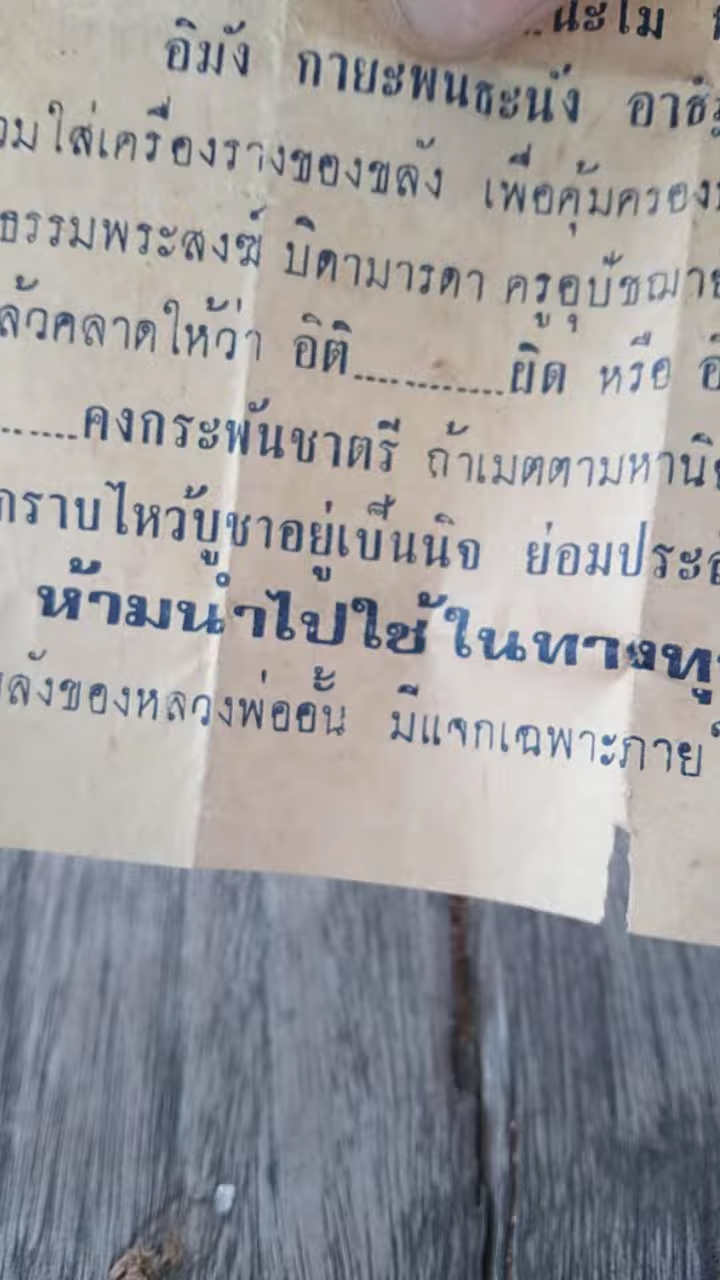 นะโม
อิมัง กายะพนธะนัง อาธิ
วมใส่เครื่องรางของขลัง เพื่อคุ้มครอง
ธรรมพระสงฆ์ บิดามารดา ครูอุปัชฌาย
ล้วคลาดให้ว่า อิติ............ผิด หรือ
........คงกระพันชาตรี ถ้าเมตตามหานิ
กราบไหว้บูชาอยู่เป็นนิจ ย่อมประ
ห้ามนำไปใช้ในทางทุ
ลังของหลวงพ่ออั้น มีแจกเฉพาะภาย